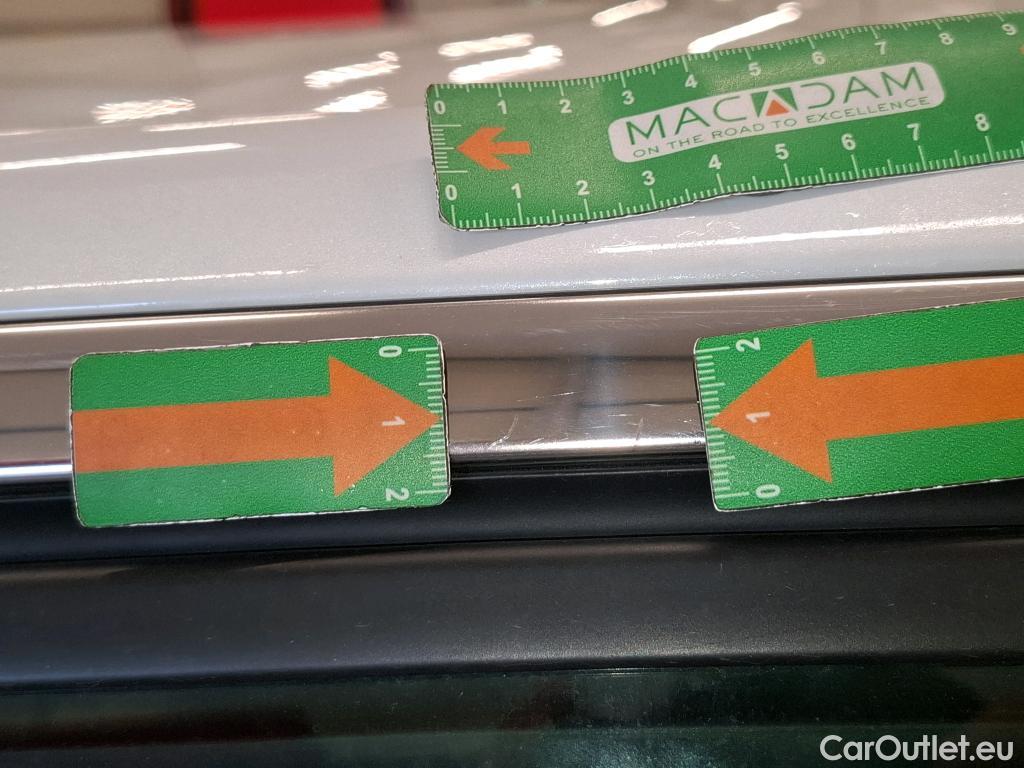 0 1 2 3 4 5 6 7 8 9
MACADAM
ON THE ROAD TO EXCELLENCE
0 1 2 3 4 5 6 7 8
0 1 2
2 1 0
CarOutlet.eu